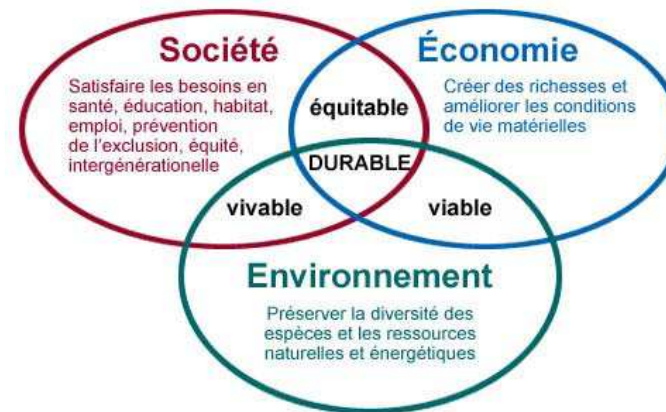 Société
Satisfaire les besoins en
santé, éducation, habitat,
emploi, prévention
de l'exclusion, équité,
intergénérationelle
Économie
Créer des richesses et
améliorer les conditions
de vie matérielles
équitable
DURABLE
vivable
viable
Environnement
Préserver la diversité des
espèces et les ressources
naturelles et énergétiques